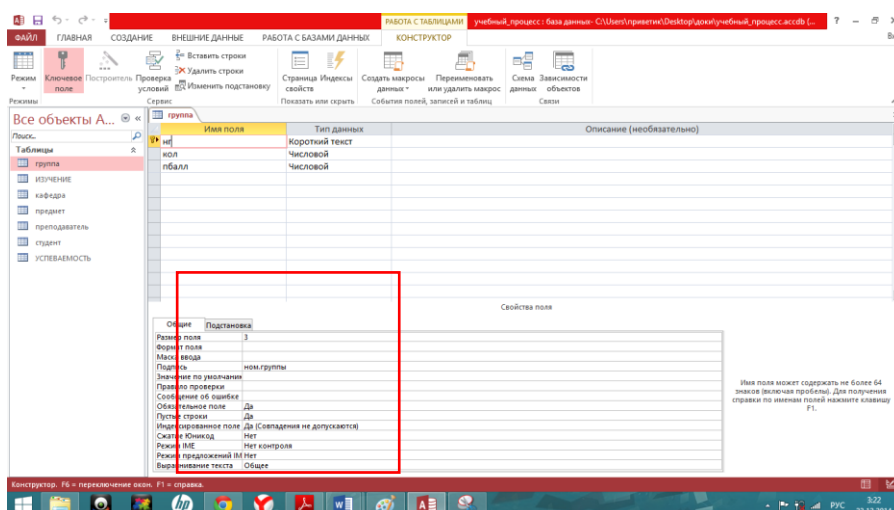 РАБОТА С ТАБЛИЦАМИ учебный_процесс : база данных- C:\Users\приветик\Desktop\доки\учебный_процесс.accdb (...
ФАЙЛ ГЛАВНАЯ СОЗДАНИЕ ВНЕШНИЕ ДАННЫЕ РАБОТА С БАЗАМИ ДАННЫХ КОНСТРУКТОР
Режим
Ключевое поле
Построитель
Проверка условий
Вставить строки
Удалить строки
Изменить подстановку
Страница свойств
Индексы
Создать макросы данных
Переименовать или удалить макрос
Схема данных
Зависимости объектов
Режимы Сервис Показать или скрыть События полей, записей и таблиц Связи
Все объекты A...
Поиск...
Таблицы
группа
ИЗУЧЕНИЕ
кафедра
предмет
преподаватель
студент
УСПЕВАЕМОСТЬ
группа
Имя поля Тип данных Описание (необязательно)
нг Короткий текст
кол Числовой
пбалл Числовой
Свойства поля
Общие Подстановка
Размер поля 3
Формат поля
Маска ввода
Подпись ном.группы
Значение по умолчанию
Правило проверки
Сообщение об ошибке
Обязательное поле Да
Пустые строки Да
Индексированное поле Да (Совпадения не допускаются)
Сжатие Юникод Нет
Режим IME Нет контроля
Режим предложений IM Нет
Выравнивание текста Общее
Имя поля может содержать не более 64
знаков (включая пробелы). Для получения
справки по именам полей нажмите клавишу
F1.
Конструктор. F6 = переключение окон. F1 = справка.
РУС 3:22